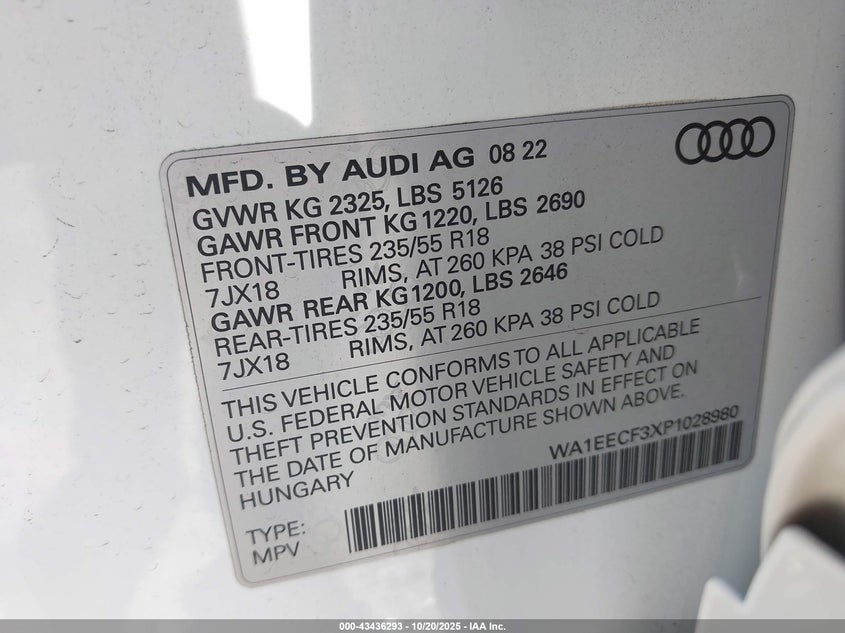 MFD. BY AUDI AG 08 22
GVWR KG 2325, LBS 5126
GAWR FRONT KG 1220, LBS 2690
FRONT-TIRES 235/55 R18
7JX18 RIMS, AT 260 KPA 38 PSI COLD
GAWR REAR KG 1200, LBS 2646
REAR-TIRES 235/55 R18
7JX18 RIMS, AT 260 KPA 38 PSI COLD
THIS VEHICLE CONFORMS TO ALL APPLICABLE
U.S. FEDERAL MOTOR VEHICLE SAFETY AND
THEFT PREVENTION STANDARDS IN EFFECT ON
THE DATE OF MANUFACTURE SHOWN ABOVE.
HUNGARY WA1EECF3XP1028980
TYPE:
MPV
000-43436293 - 10/20/2025 - IAA Inc.